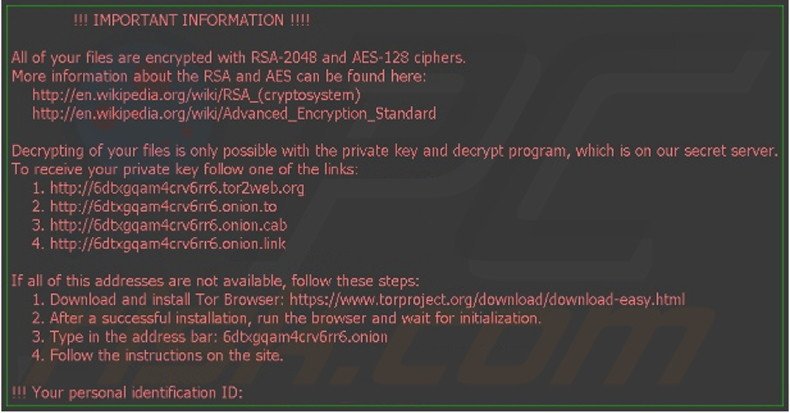 !!! IMPORTANT INFORMATION !!!!
All of your files are encrypted with RSA-2048 and AES-128 ciphers.
More information about the RSA and AES can be found here:
http://en.wikipedia.org/wiki/RSA_(cryptosystem)
http://en.wikipedia.org/wiki/Advanced_Encryption_Standard
Decrypting of your files is only possible with the private key and decrypt program, which is on our secret server.
To receive your private key follow one of the links:
1. http://6dtxgqam4crv6rr6.tor2web.org
2. http://6dtxgqam4crv6rr6.onion.to
3. http://6dtxgqam4crv6rr6.onion.cab
4. http://6dtxgqam4crv6rr6.onion.link
If all of this addresses are not available, follow these steps:
1. Download and install Tor Browser: https://www.torproject.org/download/download-easy.html
2. After a successful installation, run the browser and wait for initialization.
3. Type in the address bar: 6dtxgqam4crv6rr6.onion
4. Follow the instructions on the site.
!!! Your personal identification ID: